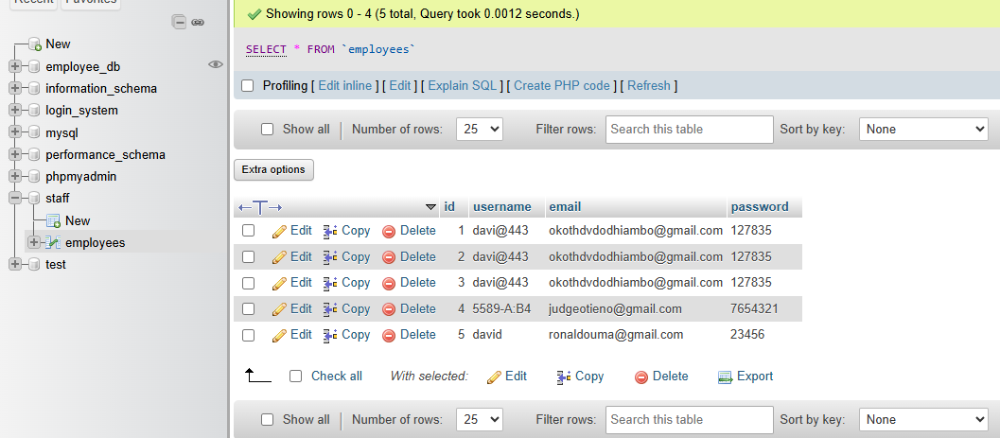 Recent Favorites
New
employee_db
information_schema
login_system
mysql
performance_schema
phpmyadmin
staff
New
employees
test
Showing rows 0 - 4 (5 total, Query took 0.0012 seconds.)
SELECT * FROM `employees`
Profiling [ Edit inline ] [ Edit ] [ Explain SQL ] [ Create PHP code ] [ Refresh ]
Show all Number of rows: 25 Filter rows: Search this table Sort by key: None
Extra options
id username email password
Edit Copy Delete 1 davi@443 okothdvdodhiambo@gmail.com 127835
Edit Copy Delete 2 davi@443 okothdvdodhiambo@gmail.com 127835
Edit Copy Delete 3 davi@443 okothdvdodhiambo@gmail.com 127835
Edit Copy Delete 4 5589-A:B4 judgeotieno@gmail.com 7654321
Edit Copy Delete 5 david ronaldouma@gmail.com 23456
Check all With selected: Edit Copy Delete Export
Show all Number of rows: 25 Filter rows: Search this table Sort by key: None